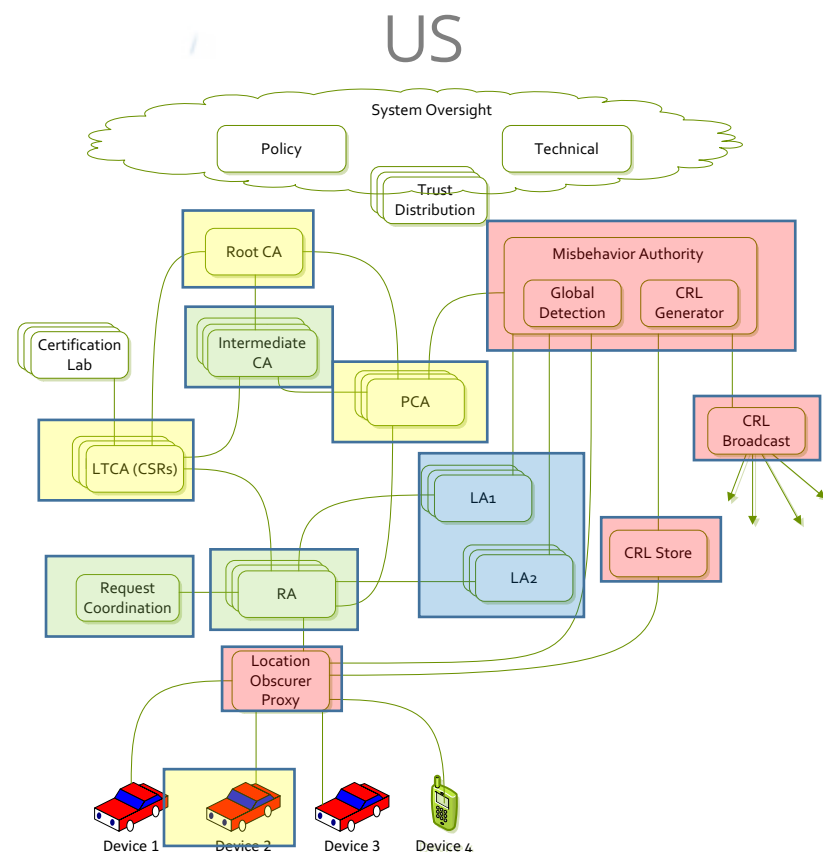 US
System Oversight
Policy
Technical
Trust
Distribution
Root CA
Misbehavior Authority
Global
Detection
CRL
Generator
Certification
Lab
Intermediate
CA
PCA
CRL
Broadcast
LTCA (CSRs)
LA1
CRL Store
LA2
Request
Coordination
RA
Location
Obscurer
Proxy
Device 1
Device 2
Device 3
Device 4